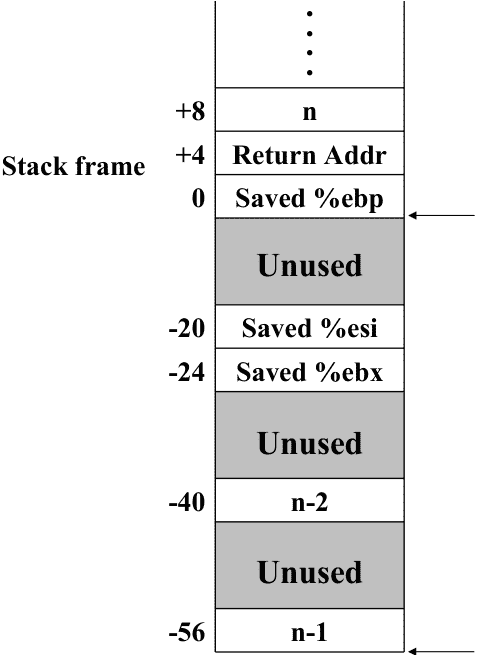 +8 n
+4 Return Addr
Stack frame
0 Saved %ebp
Unused
-20 Saved %esi
-24 Saved %ebx
Unused
-40 n-2
Unused
-56 n-1